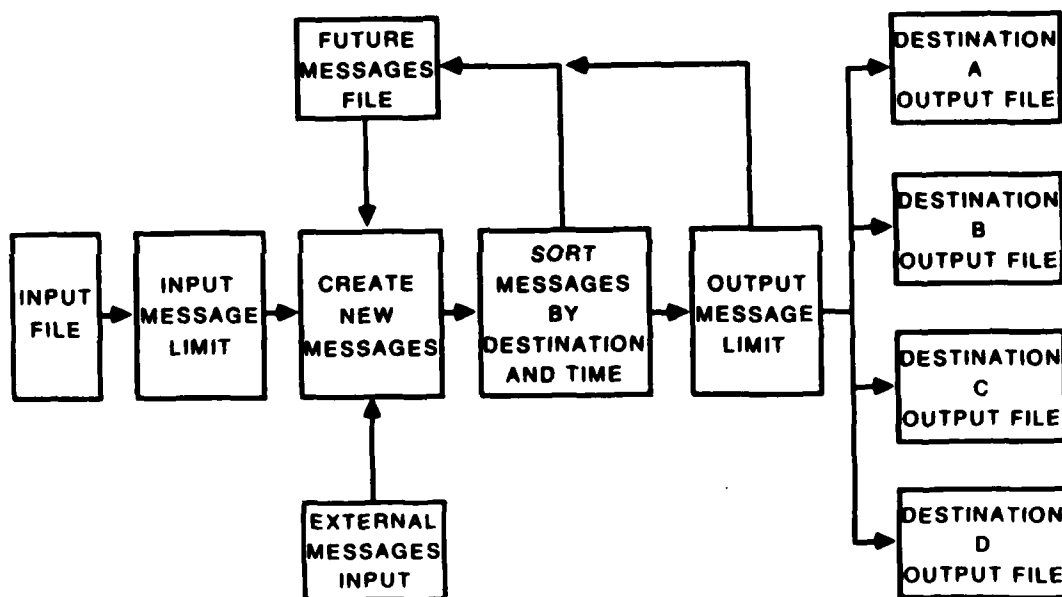 FUTURE
MESSAGES
FILE
DESTINATION
A
OUTPUT FILE
DESTINATION
B
OUTPUT FILE
INPUT
FILE
INPUT
MESSAGE
LIMIT
CREATE
NEW
MESSAGES
SORT
MESSAGES
BY
DESTINATION
AND TIME
OUTPUT
MESSAGE
LIMIT
DESTINATION
C
OUTPUT FILE
EXTERNAL
MESSAGES
INPUT
DESTINATION
D
OUTPUT FILE